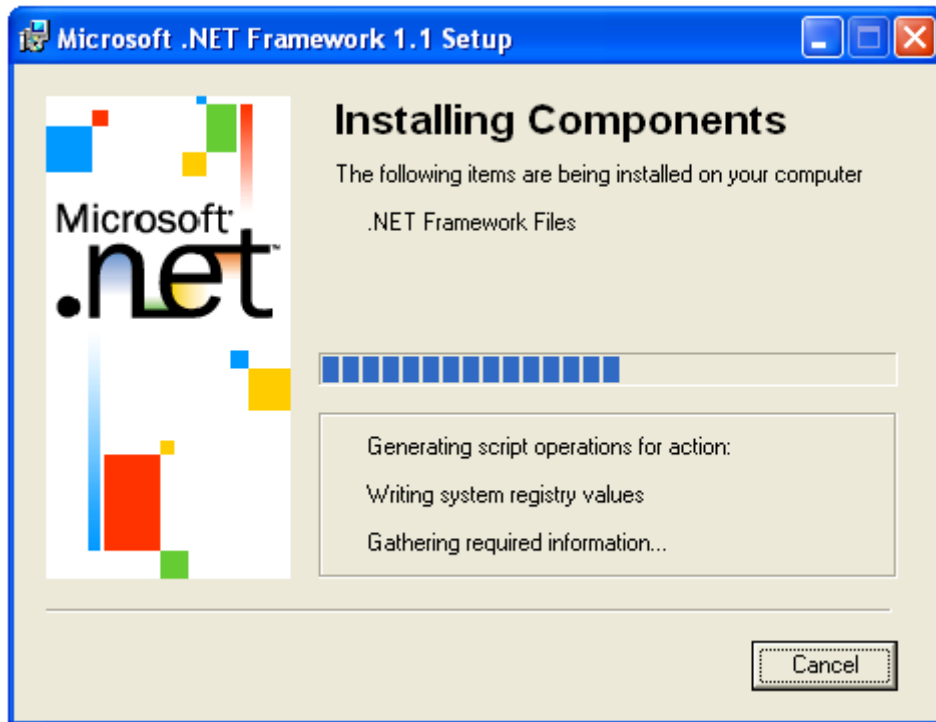 Microsoft .NET Framework 1.1 Setup
Installing Components
The following items are being installed on your computer
.NET Framework Files
Microsoft
.net™
Generating script operations for action:
Writing system registry values
Gathering required information...
Cancel